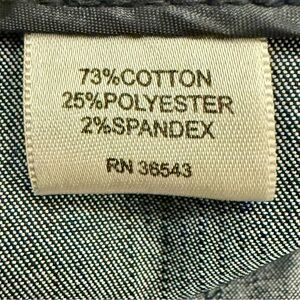 73%COTTON
25%POLYESTER
2%SPANDEX
RN 36543